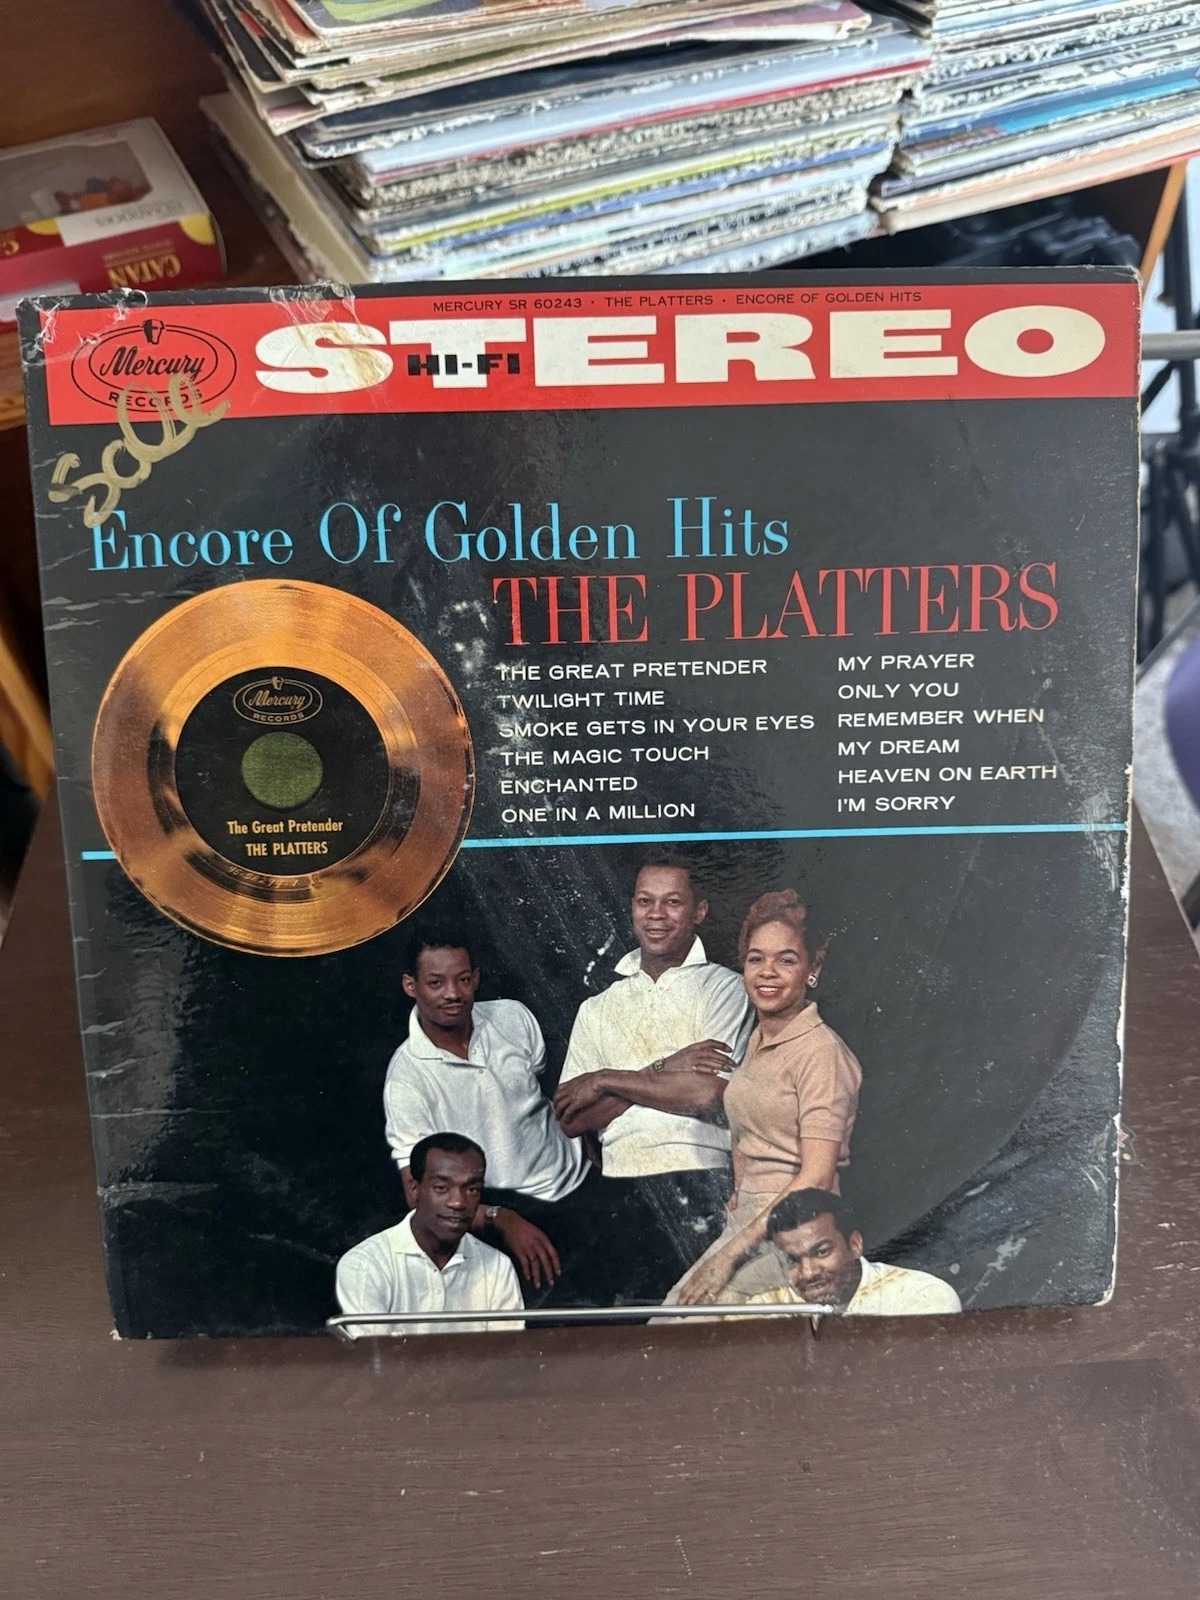 MERCURY SR 60243 · THE PLATTERS · ENCORE OF GOLDEN HITS
Mercury
RECORDS
STEREO
HI-FI
Encore Of Golden Hits
THE PLATTERS
THE GREAT PRETENDER
TWILIGHT TIME
SMOKE GETS IN YOUR EYES
THE MAGIC TOUCH
ENCHANTED
ONE IN A MILLION
MY PRAYER
ONLY YOU
REMEMBER WHEN
MY DREAM
HEAVEN ON EARTH
I'M SORRY
Mercury
RECORDS
The Great Pretender
THE PLATTERS
CATAN